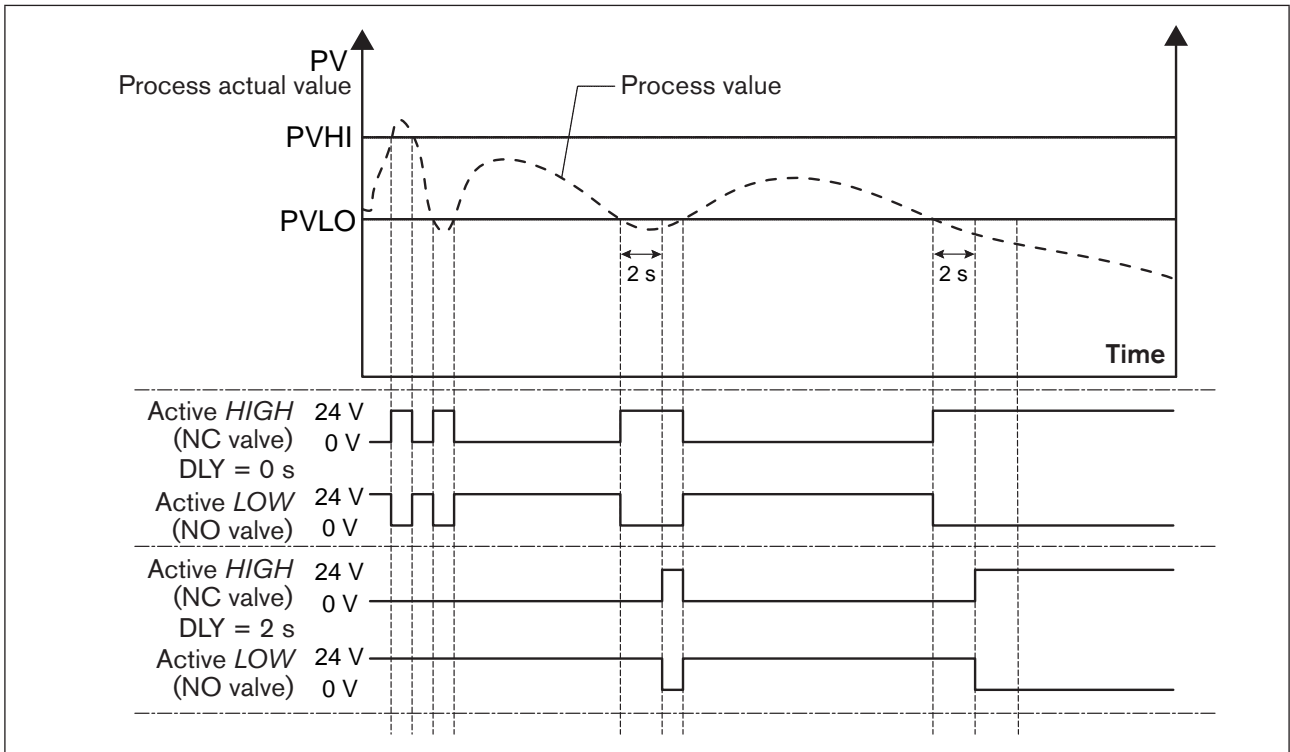 PV
Process actual value
Process value
PVHI
PVLO
2 s
2 s
Time
Active HIGH 24 V
(NC valve) 0 V
DLY = 0 s
Active LOW 24 V
(NO valve) 0 V
Active HIGH 24 V
(NC valve) 0 V
DLY = 2 s
Active LOW 24 V
(NO valve) 0 V